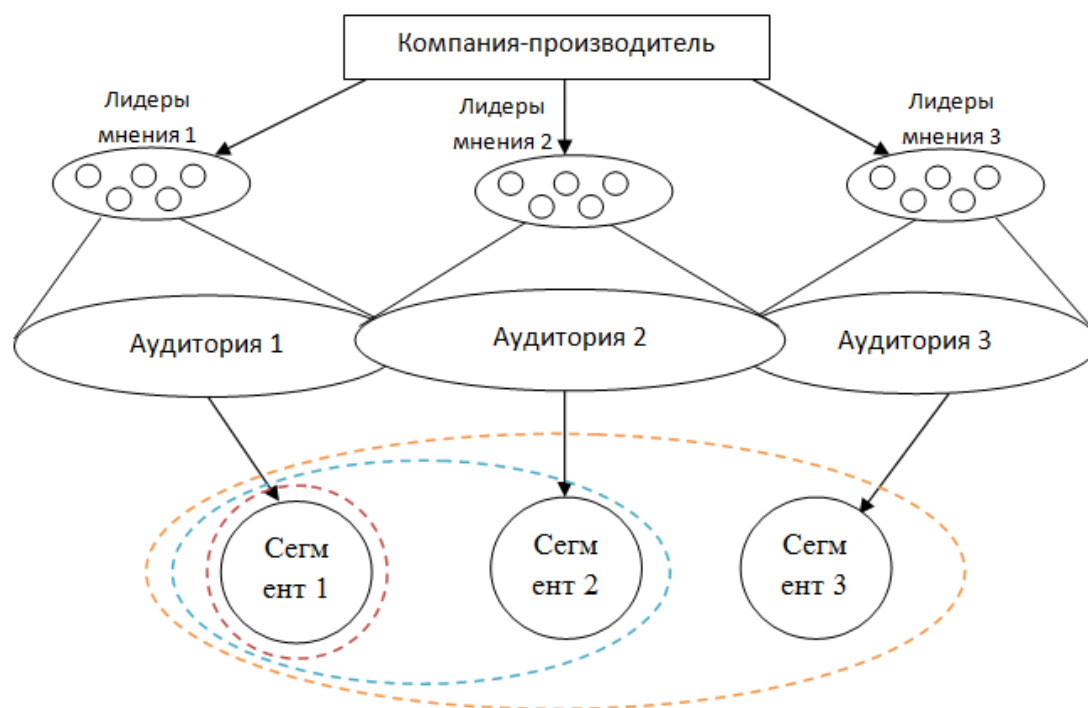 Компания-производитель
Лидеры
мнения 1
Лидеры
мнения 2
Лидеры
мнения 3
Аудитория 1
Аудитория 2
Аудитория 3
Сегм
ент 1
Сегм
ент 2
Сегм
ент 3